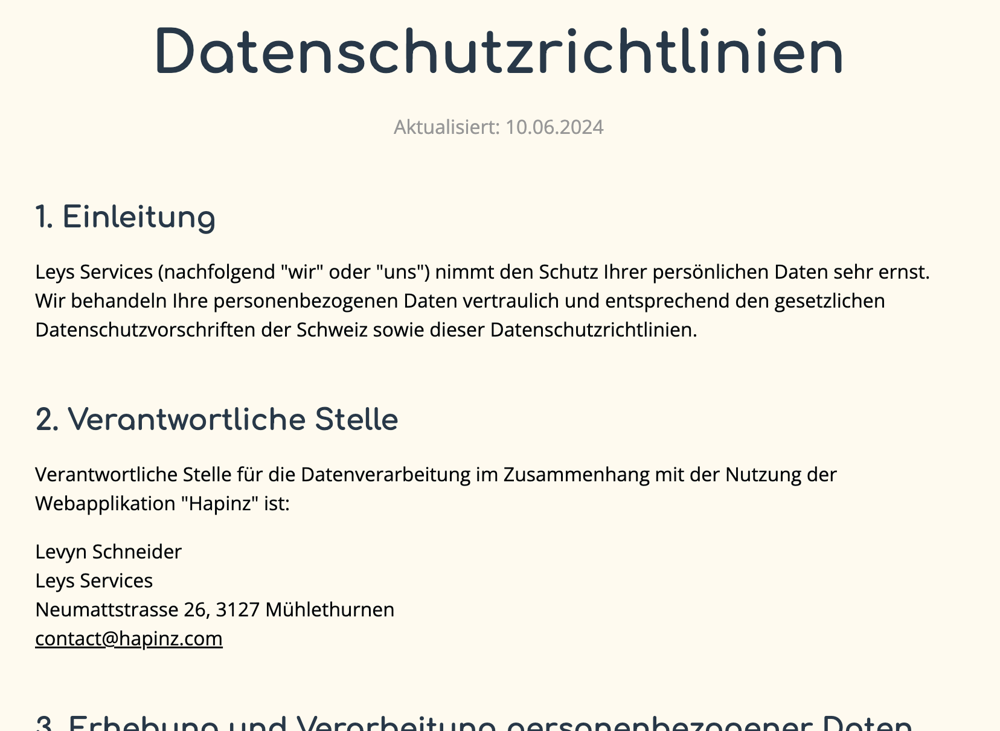 Datenschutzrichtlinien
Aktualisiert: 10.06.2024
1. Einleitung
Leys Services (nachfolgend "wir" oder "uns") nimmt den Schutz Ihrer persönlichen Daten sehr ernst.
Wir behandeln Ihre personenbezogenen Daten vertraulich und entsprechend den gesetzlichen
Datenschutzvorschriften der Schweiz sowie dieser Datenschutzrichtlinien.
2. Verantwortliche Stelle
Verantwortliche Stelle für die Datenverarbeitung im Zusammenhang mit der Nutzung der
Webapplikation "Hapinz" ist:
Levyn Schneider
Leys Services
Neumattstrasse 26, 3127 Mühlethurnen
contact@hapinz.com
3. Erhebung und Verarbeitung personenbezogener Daten